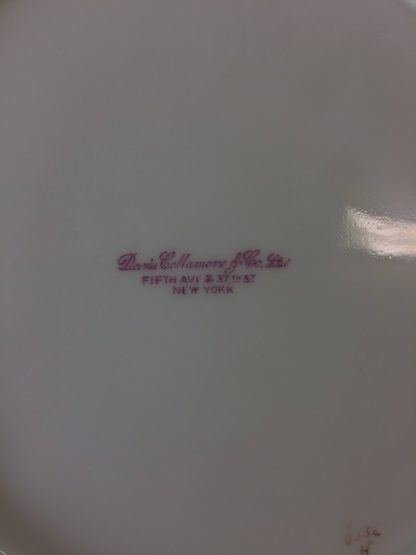 Davis Collamore & Co. Ltd.
FIFTH AVE & 37TH ST
NEW YORK